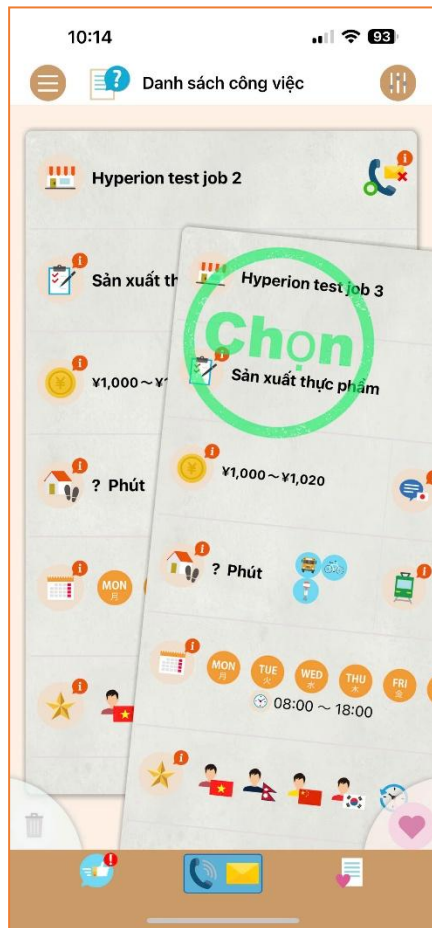 10:14
93
Danh sách công việc
Hyperion test job 2
Sản xuất th
¥1,000～¥
? Phút
MON
月
Hyperion test job 3
Chọn
Sản xuất thực phẩm
¥1,000～¥1,020
? Phút
MON TUE WED THU FRI
月 火 水 木 金
08:00 ～ 18:00